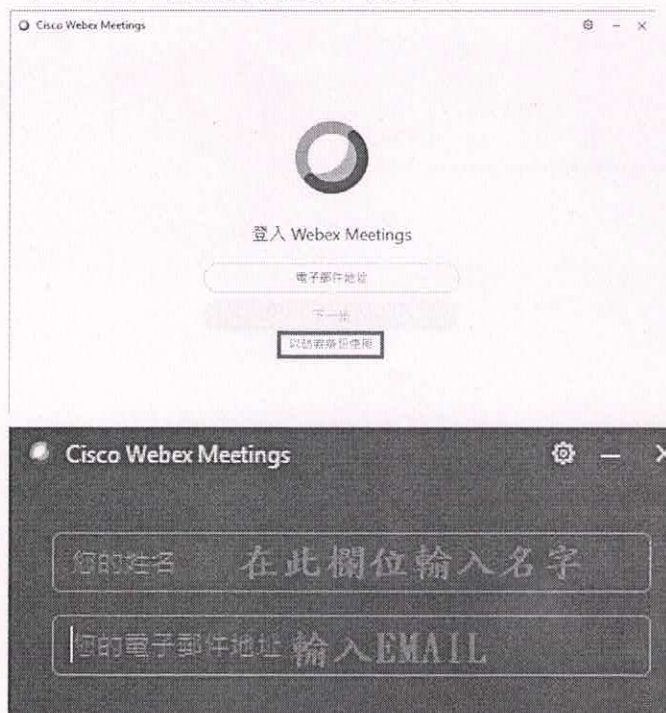 Cisco Webex Meetings
登入 Webex Meetings
電子郵件地址
下一步
以訪客身份使用
Cisco Webex Meetings
您的姓名 在此欄位輸入名字
您的電子郵件地址 輸入EMAIL